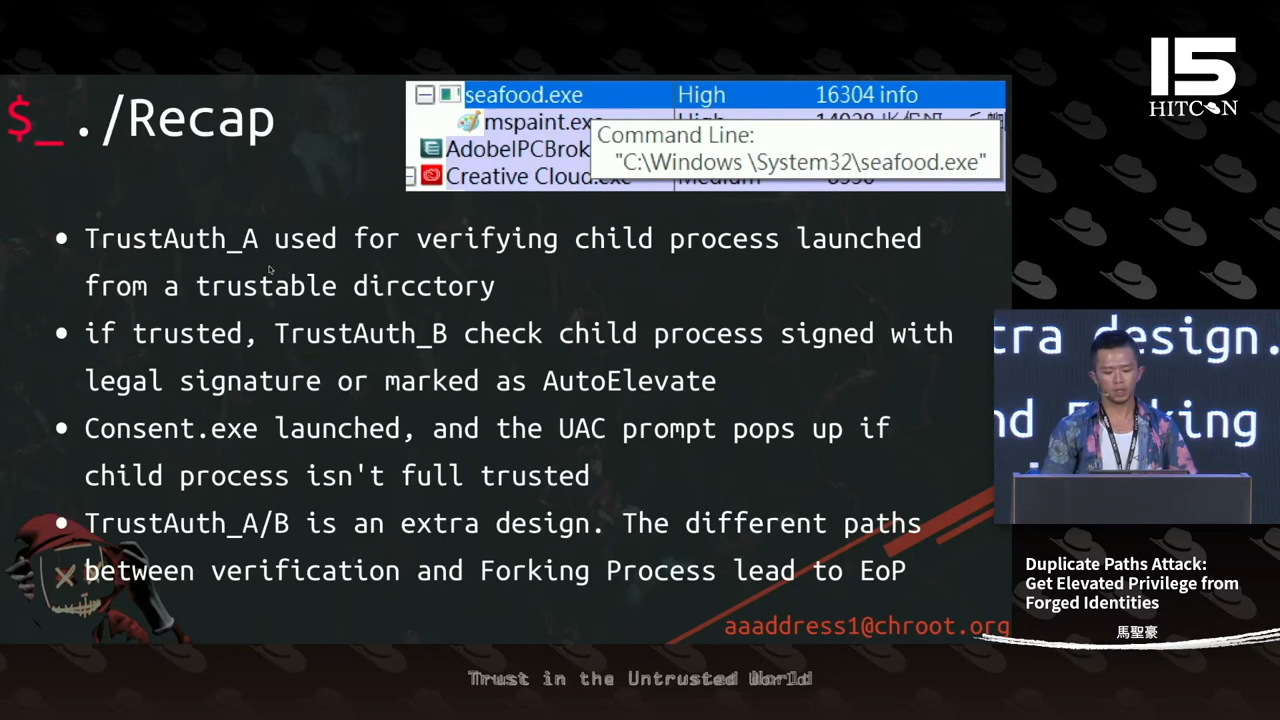 15
HITCON
$_./Recap
seafood.exe High 16304 info
mspaint.exe High
Command Line:
"C:\Windows \System32\seafood.exe"
AdobeIPCBrok
Creative Cloud.exe Medium
• TrustAuth_A used for verifying child process launched
from a trustable dircctory
• if trusted, TrustAuth_B check child process signed with
legal signature or marked as AutoElevate
• Consent.exe launched, and the UAC prompt pops up if
child process isn't full trusted
• TrustAuth_A/B is an extra design. The different paths
between verification and Forking Process lead to EoP
aaaddress1@chroot.org
tra design.
nd Forking
Duplicate Paths Attack:
Get Elevated Privilege from
Forged Identities
馬聖豪
Trust in the Untrusted World